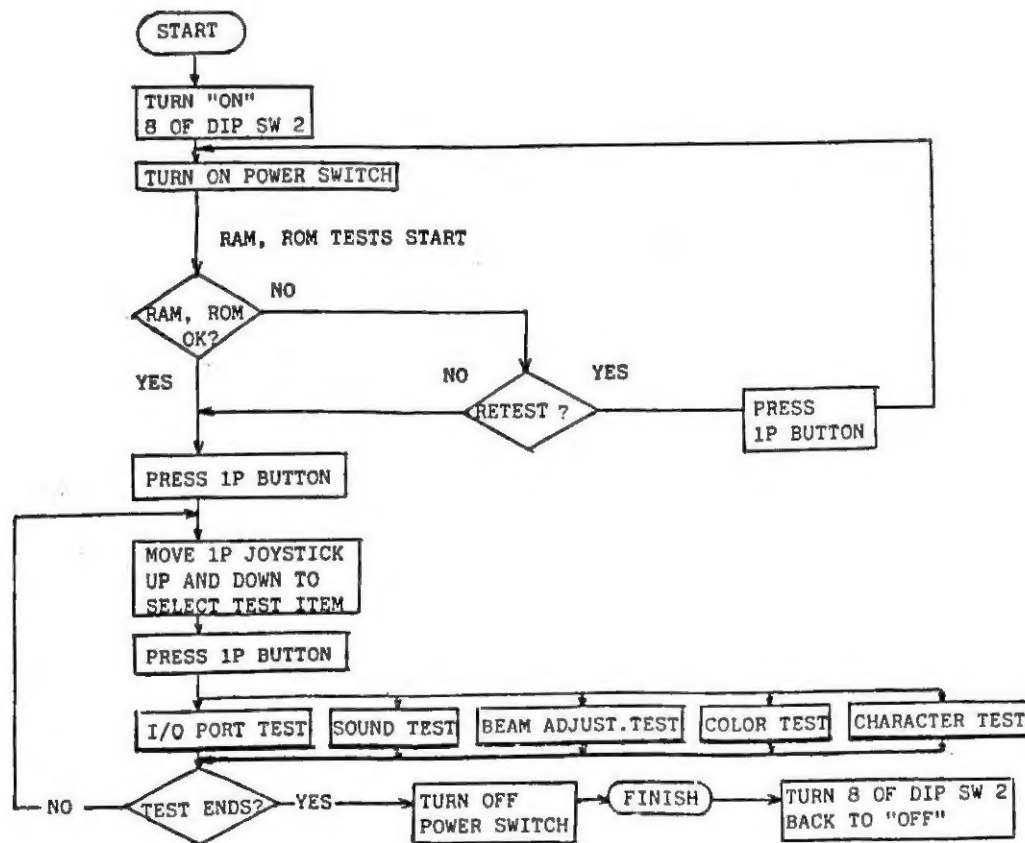 START
TURN "ON"
8 OF DIP SW 2
TURN ON POWER SWITCH
RAM, ROM TESTS START
RAM, ROM
OK?
NO
YES
NO
YES
RETEST ?
PRESS
1P BUTTON
PRESS 1P BUTTON
MOVE 1P JOYSTICK
UP AND DOWN TO
SELECT TEST ITEM
PRESS 1P BUTTON
I/O PORT TEST
SOUND TEST
BEAM ADJUST.TEST
COLOR TEST
CHARACTER TEST
NO
TEST ENDS?
YES
TURN OFF
POWER SWITCH
FINISH
TURN 8 OF DIP SW 2
BACK TO "OFF"